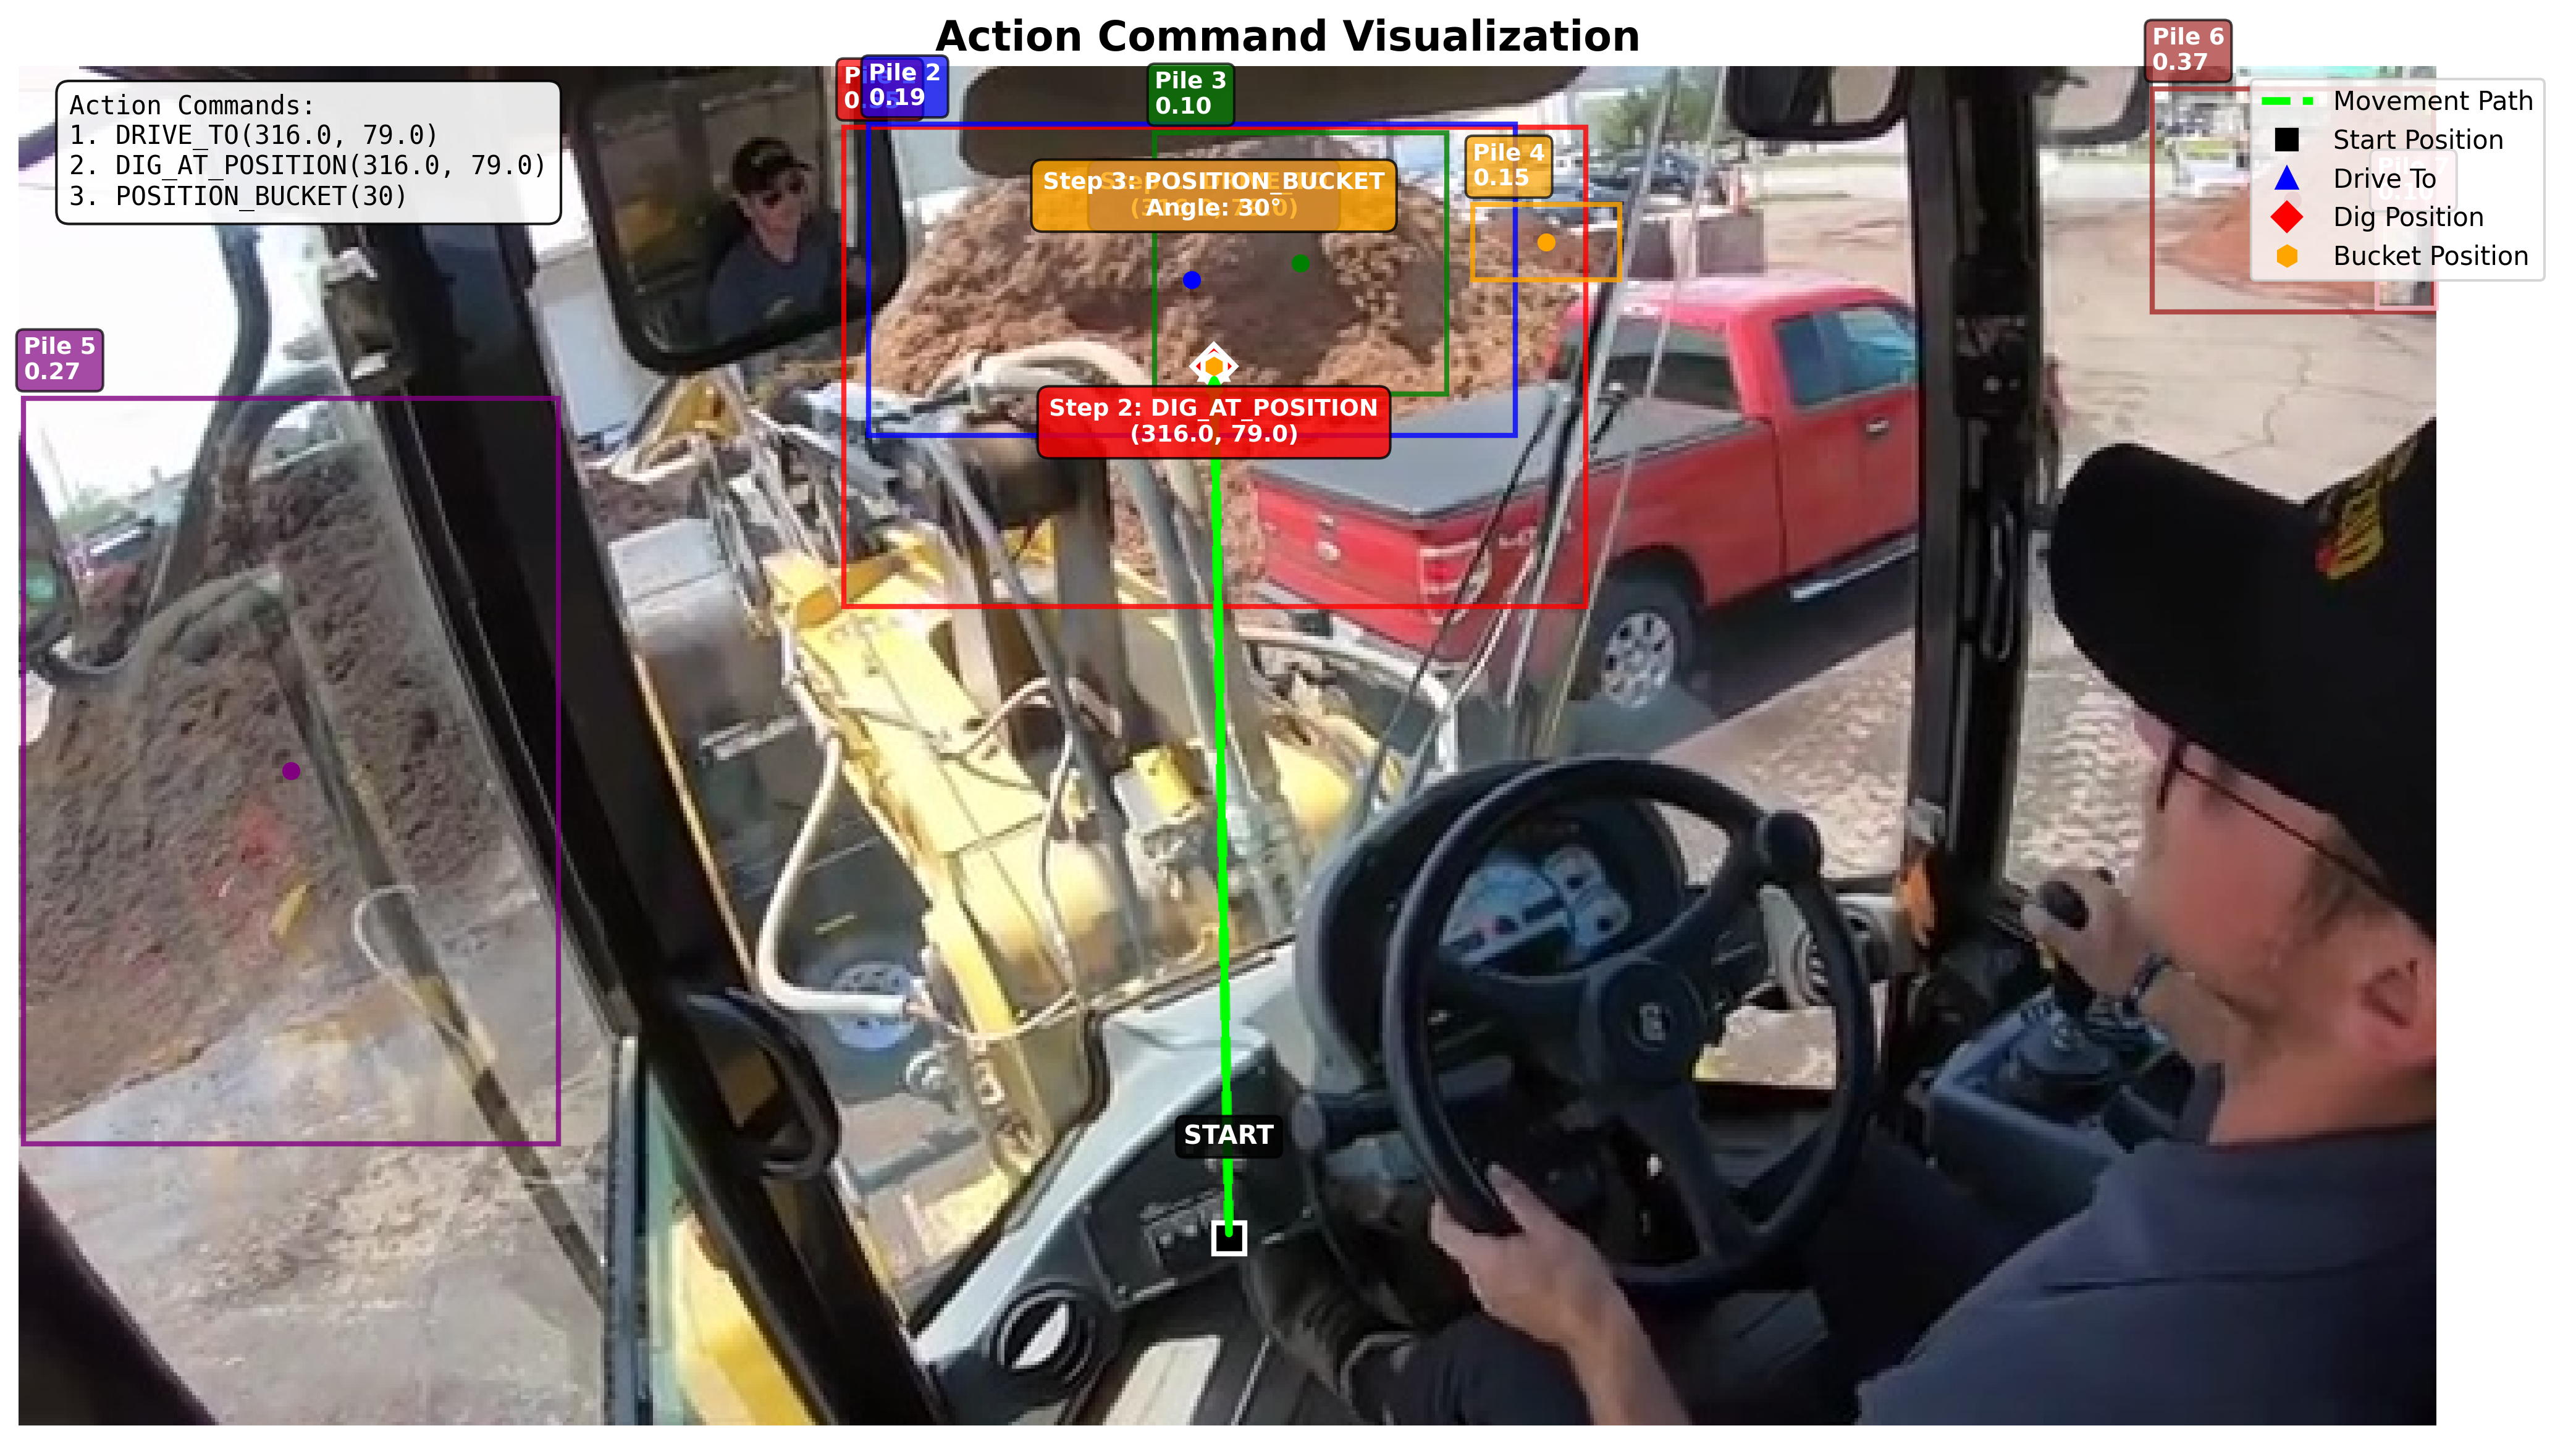 Action Command Visualization
Action Commands:
1. DRIVE_TO(316.0, 79.0)
2. DIG_AT_POSITION(316.0, 79.0)
3. POSITION_BUCKET(30)
Pile 2
0.19
Pile 3
0.10
Pile 4
0.15
Pile 5
0.27
Pile 6
0.37
Movement Path
Start Position
Drive To
Dig Position
Bucket Position
Step 3: POSITION_BUCKET
Angle: 30°
Step 2: DIG_AT_POSITION
(316.0, 79.0)
START